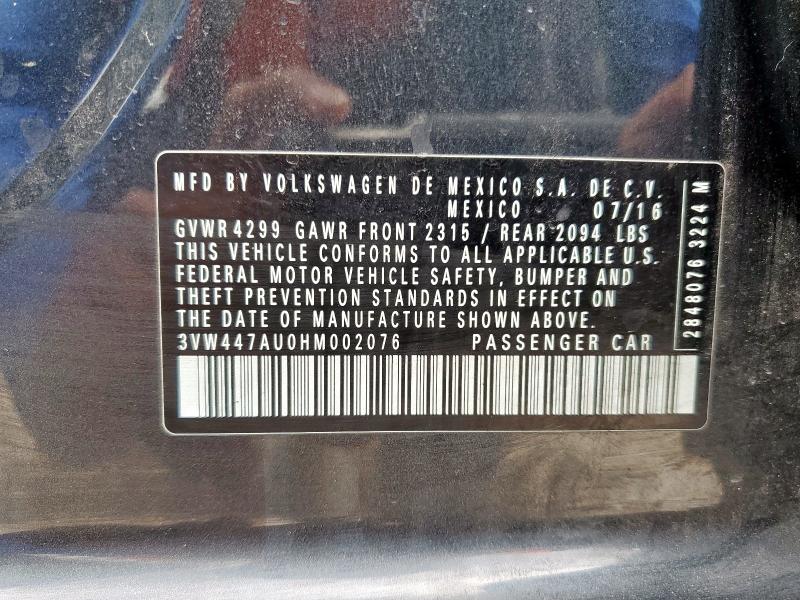 MFD BY VOLKSWAGEN DE MEXICO S.A. DE C.V.
MEXICO 07/16
GVWR 4299 GAWR FRONT 2315 / REAR 2094 LBS
THIS VEHICLE CONFORMS TO ALL APPLICABLE U.S.
FEDERAL MOTOR VEHICLE SAFETY, BUMPER AND
THEFT PREVENTION STANDARDS IN EFFECT ON
THE DATE OF MANUFACTURE SHOWN ABOVE.
3VW447AU0HM002076 PASSENGER CAR
2848076 3224 M